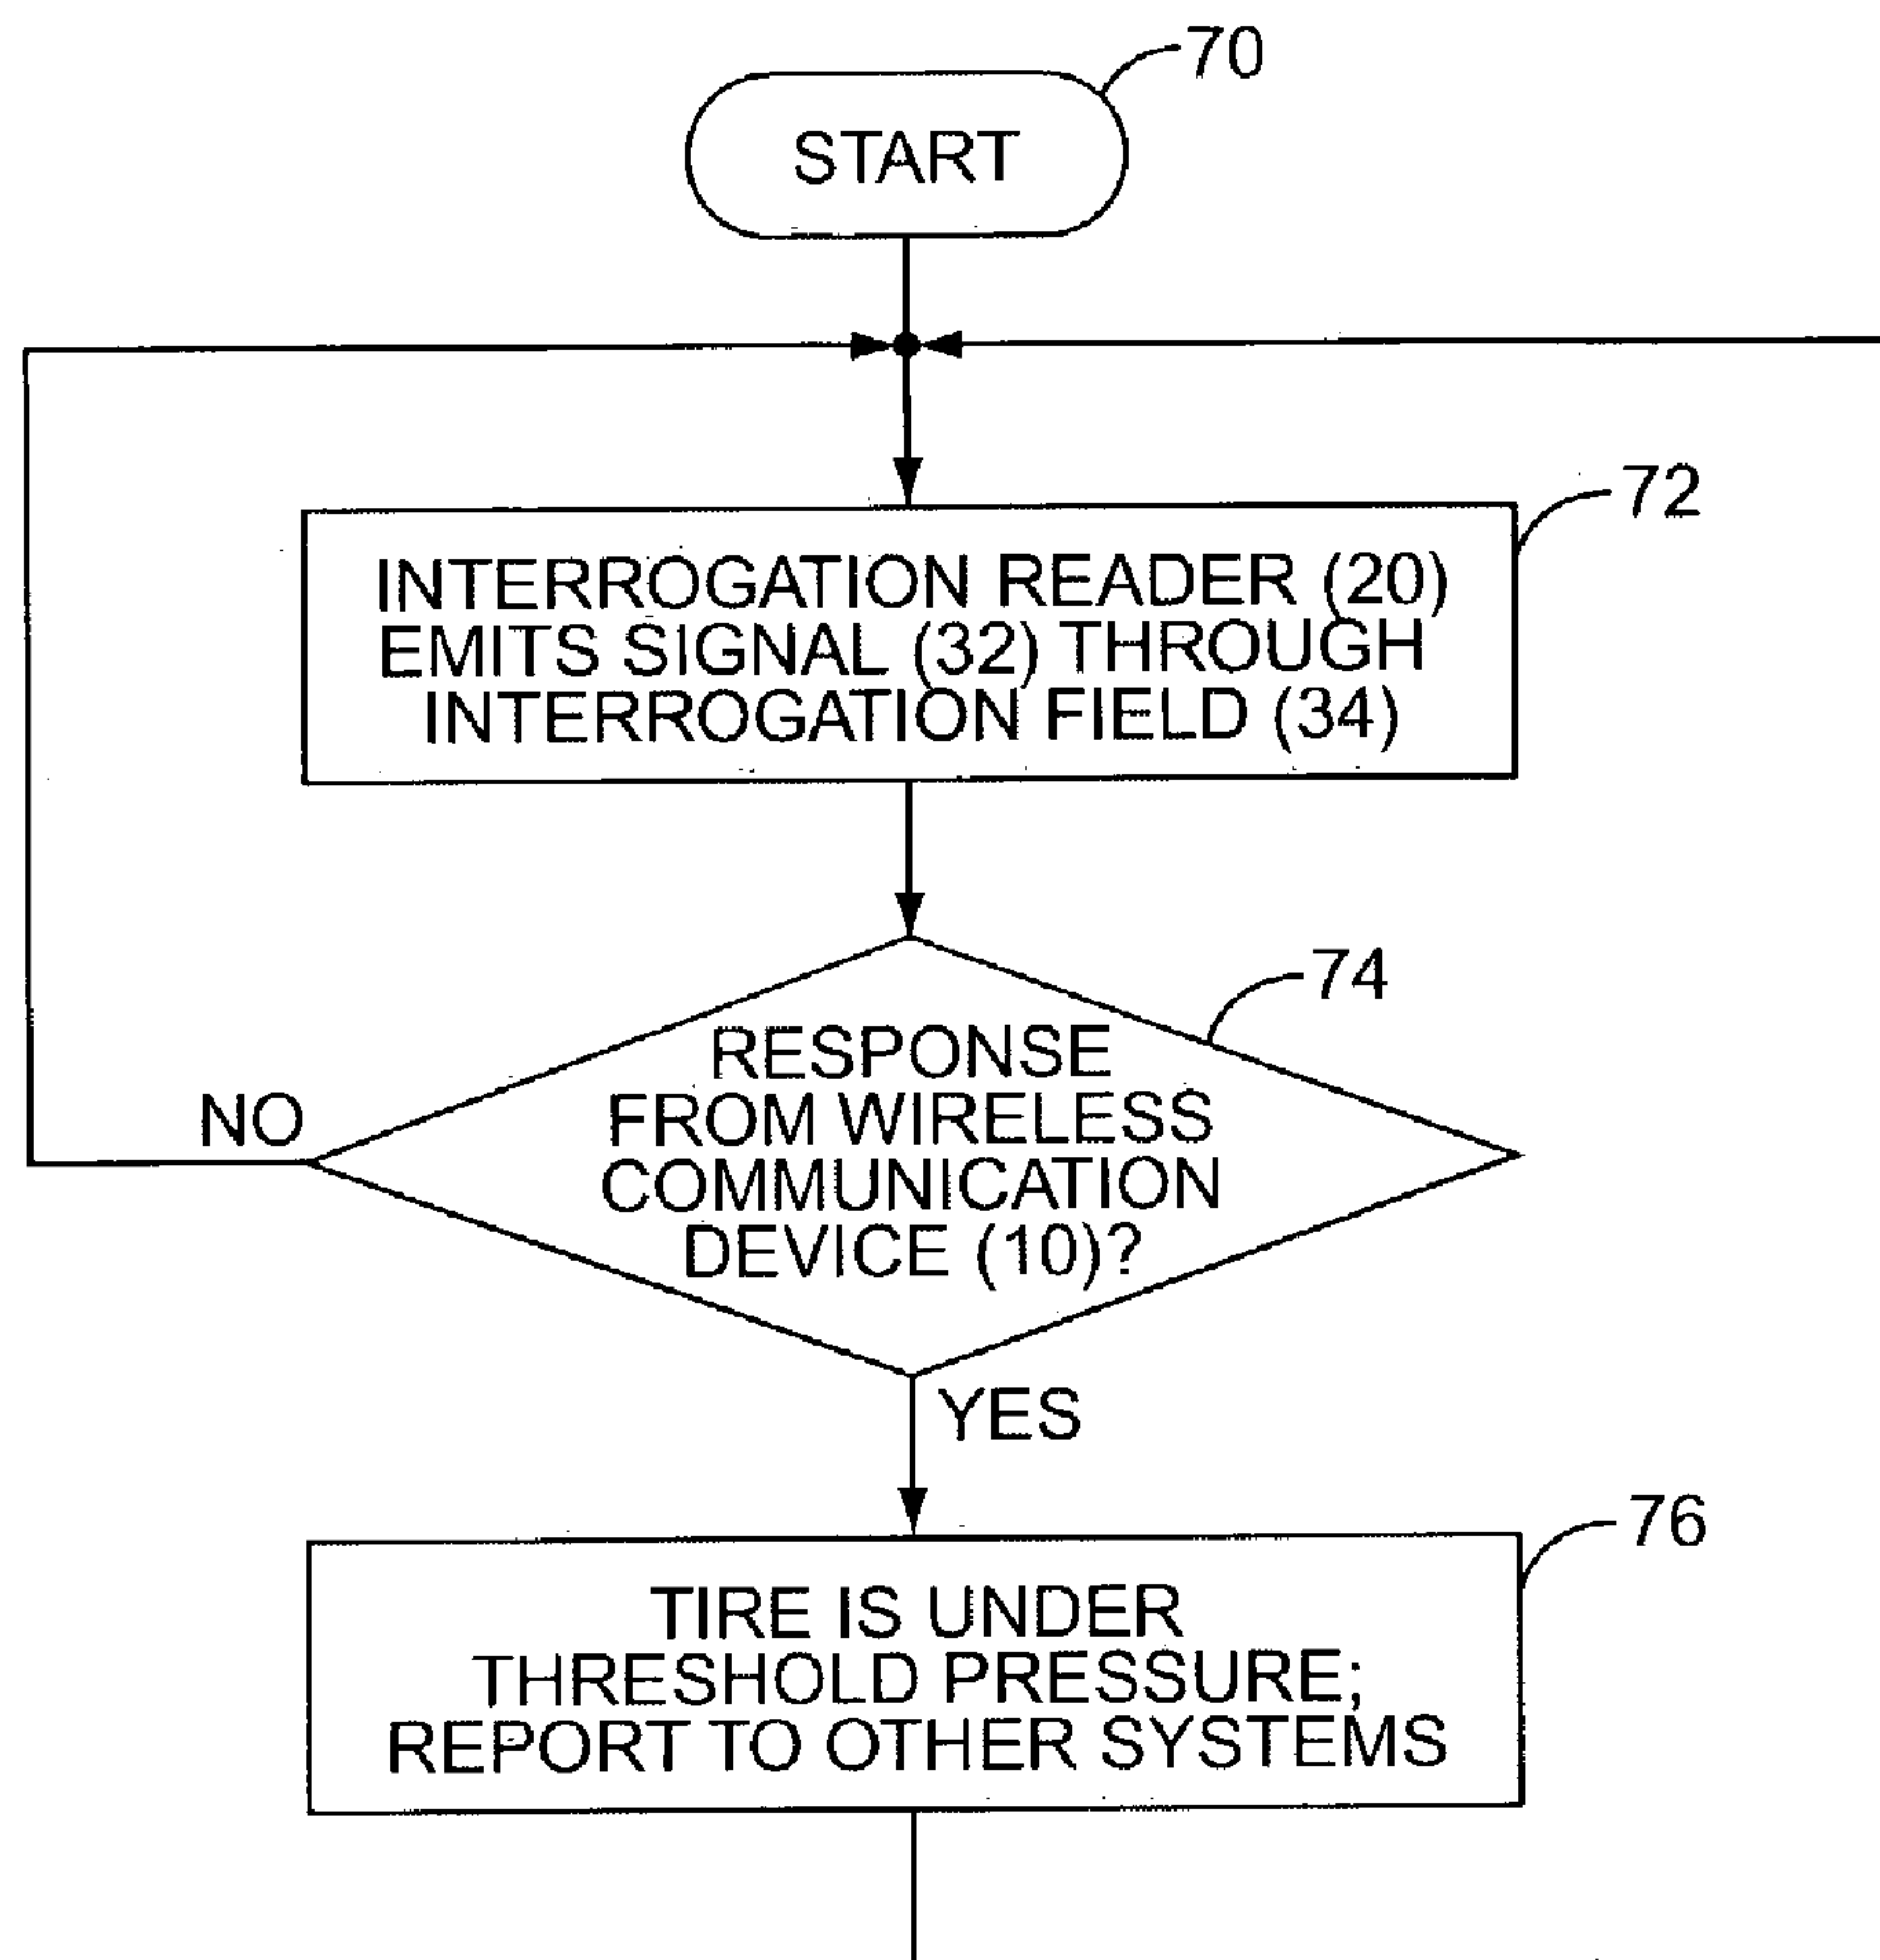 70
START
72
INTERROGATION READER (20)
EMITS SIGNAL (32) THROUGH
INTERROGATION FIELD (34)
74
RESPONSE
FROM WIRELESS
COMMUNICATION
DEVICE (10)?
NO
YES
76
TIRE IS UNDER
THRESHOLD PRESSURE;
REPORT TO OTHER SYSTEMS